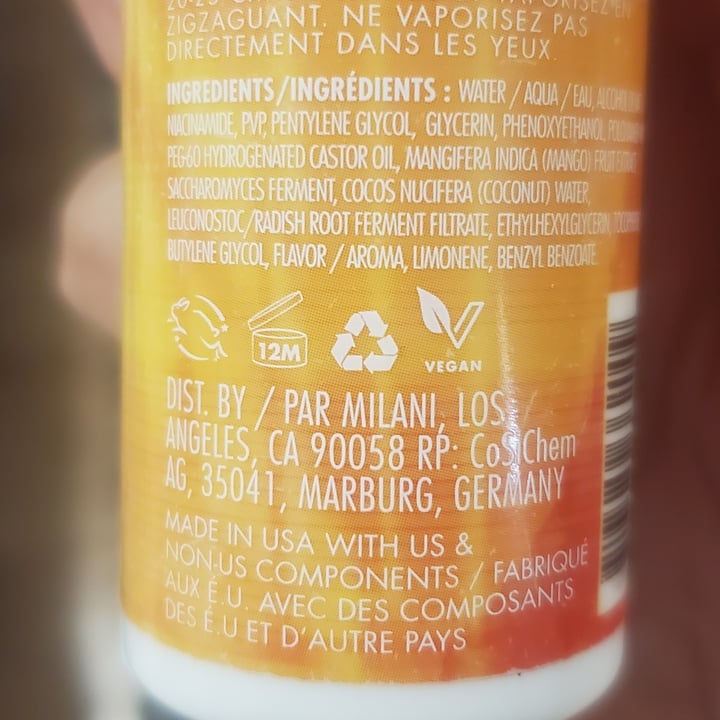 ZIGZAGUANT. NE VAPORISEZ PAS
DIRECTEMENT DANS LES YEUX.
INGREDIENTS/INGRÉDIENTS : WATER / AQUA / EAU, ALCOHOL
NIACINAMIDE, PVP, PENTYLENE GLYCOL, GLYCERIN, PHENOXYETHANOL,
PEG-60 HYDROGENATED CASTOR OIL, MANGIFERA INDICA (MANGO) FRUIT EXTRACT
SACCHAROMYCES FERMENT, COCOS NUCIFERA (COCONUT) WATER,
LEUCONOSTOC/RADISH ROOT FERMENT FILTRATE, ETHYLHEXYLGLYCERIN,
BUTYLENE GLYCOL, FLAVOR / AROMA, LIMONENE, BENZYL BENZOATE
12M
VEGAN
DIST. BY / PAR MILANI, LOS
ANGELES, CA 90058 RP: CoSiChem
AG, 35041, MARBURG, GERMANY
MADE IN USA WITH US &
NON-US COMPONENTS / FABRIQUÉ
AUX É.U. AVEC DES COMPOSANTS
DES É.U ET D'AUTRE PAYS